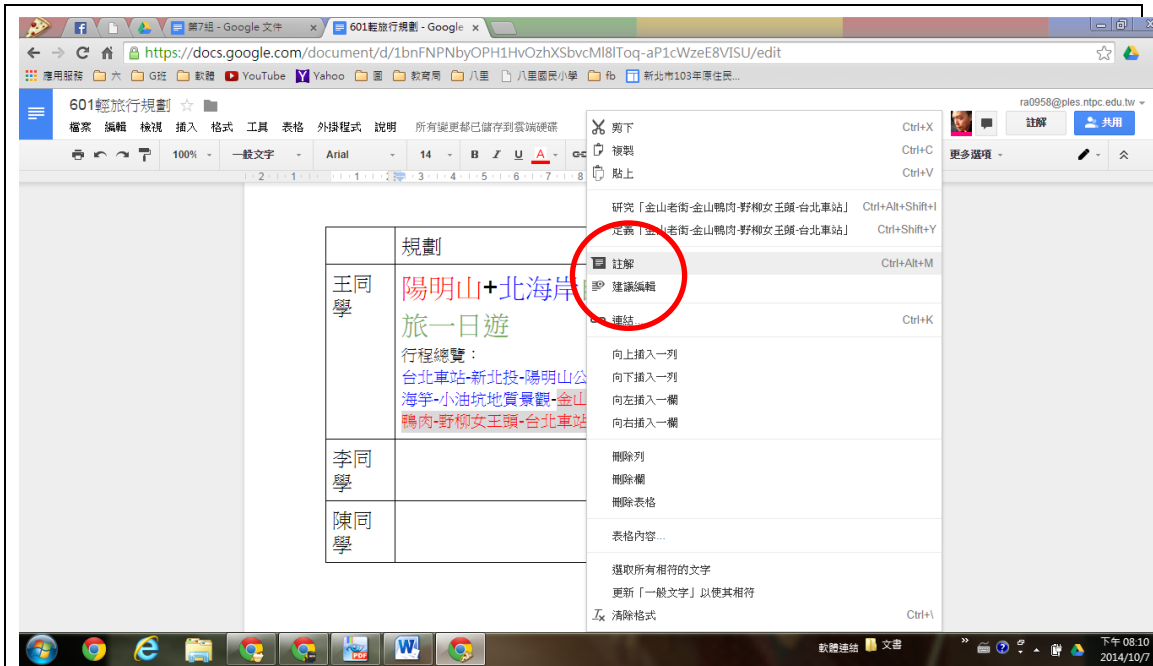 第7組 - Google 文件
601輕旅行規劃 - Google
https://docs.google.com/document/d/1bnFNPNbyOPH1HvOzhXSbvcMI8lToq-aP1cWzeE8VISU/edit
應用服務 六 G班 軟體 YouTube Yahoo 圖 教育局 八里 八里國民小學 fb 新北市103年原住民...
601輕旅行規劃
ra0958@ples.ntpc.edu.tw
檔案 編輯 檢視 插入 格式 工具 表格 外掛程式 說明 所有變更都已儲存到雲端硬碟
註解 共用
100% 一般文字 Arial 14 B I U A 更多選項
2 1 1 2 3 4 5 6 7 8
規劃
王同學
陽明山+北海岸
旅一日遊
行程總覽：
台北車站-新北投-陽明山公
海芋-小油坑地質景觀-金山
鴨肉-野柳女王頭-台北車站
李同學
陳同學
剪下 Ctrl+X
複製 Ctrl+C
貼上 Ctrl+V
研究「金山老街-金山鴨肉-野柳女王頭-台北車站」 Ctrl+Alt+Shift+I
定義「金山老街-金山鴨肉-野柳女王頭-台北車站」 Ctrl+Shift+Y
註解 Ctrl+Alt+M
建議編輯
連結... Ctrl+K
向上插入一列
向下插入一列
向左插入一欄
向右插入一欄
刪除列
刪除欄
刪除表格
表格內容...
選取所有相符的文字
更新「一般文字」以使其相符
清除格式 Ctrl+\
軟體連結 文書
下午 08:10
2014/10/7